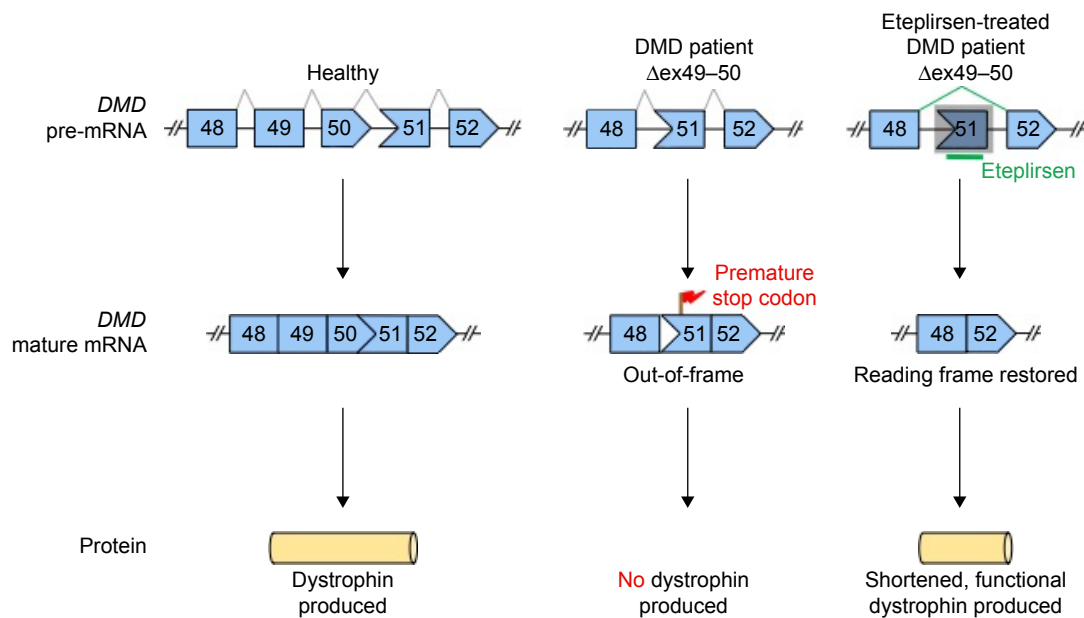 Healthy
DMD patient
Δex49–50
Eteplirsen-treated
DMD patient
Δex49–50
DMD
pre-mRNA
48 49 50 51 52
48 51 52
48 51 52
Eteplirsen
Premature
stop codon
DMD
mature mRNA
48 49 50 51 52
48 51 52
48 52
Out-of-frame
Reading frame restored
Protein
Dystrophin
produced
No dystrophin
produced
Shortened, functional
dystrophin produced